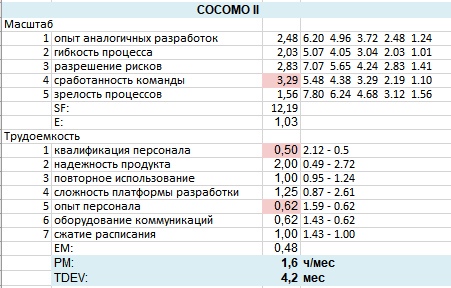 COCOMO II
Масштаб
1 опыт аналогичных разработок 2,48 6.20 4.96 3.72 2.48 1.24
2 гибкость процесса 2,03 5.07 4.05 3.04 2.03 1.01
3 разрешение рисков 2,83 7.07 5.65 4.24 2.83 1.41
4 сработанность команды 3,29 5.48 4.38 3.29 2.19 1.10
5 зрелость процессов 1,56 7.80 6.24 4.68 3.12 1.56
SF: 12,19
E: 1,03
Трудоемкость
1 квалификация персонала 0,50 2.12 - 0.5
2 надежность продукта 2,00 0.49 - 2.72
3 повторное использование 1,00 0.95 - 1.24
4 сложность платформы разработки 1,25 0.87 - 2.61
5 опыт персонала 0,62 1.59 - 0.62
6 оборудование коммуникаций 0,62 1.43 - 0.62
7 сжатие расписания 1,00 1.43 - 1.00
EM: 0,48
PM: 1,6 ч/мес
TDEV: 4,2 мес